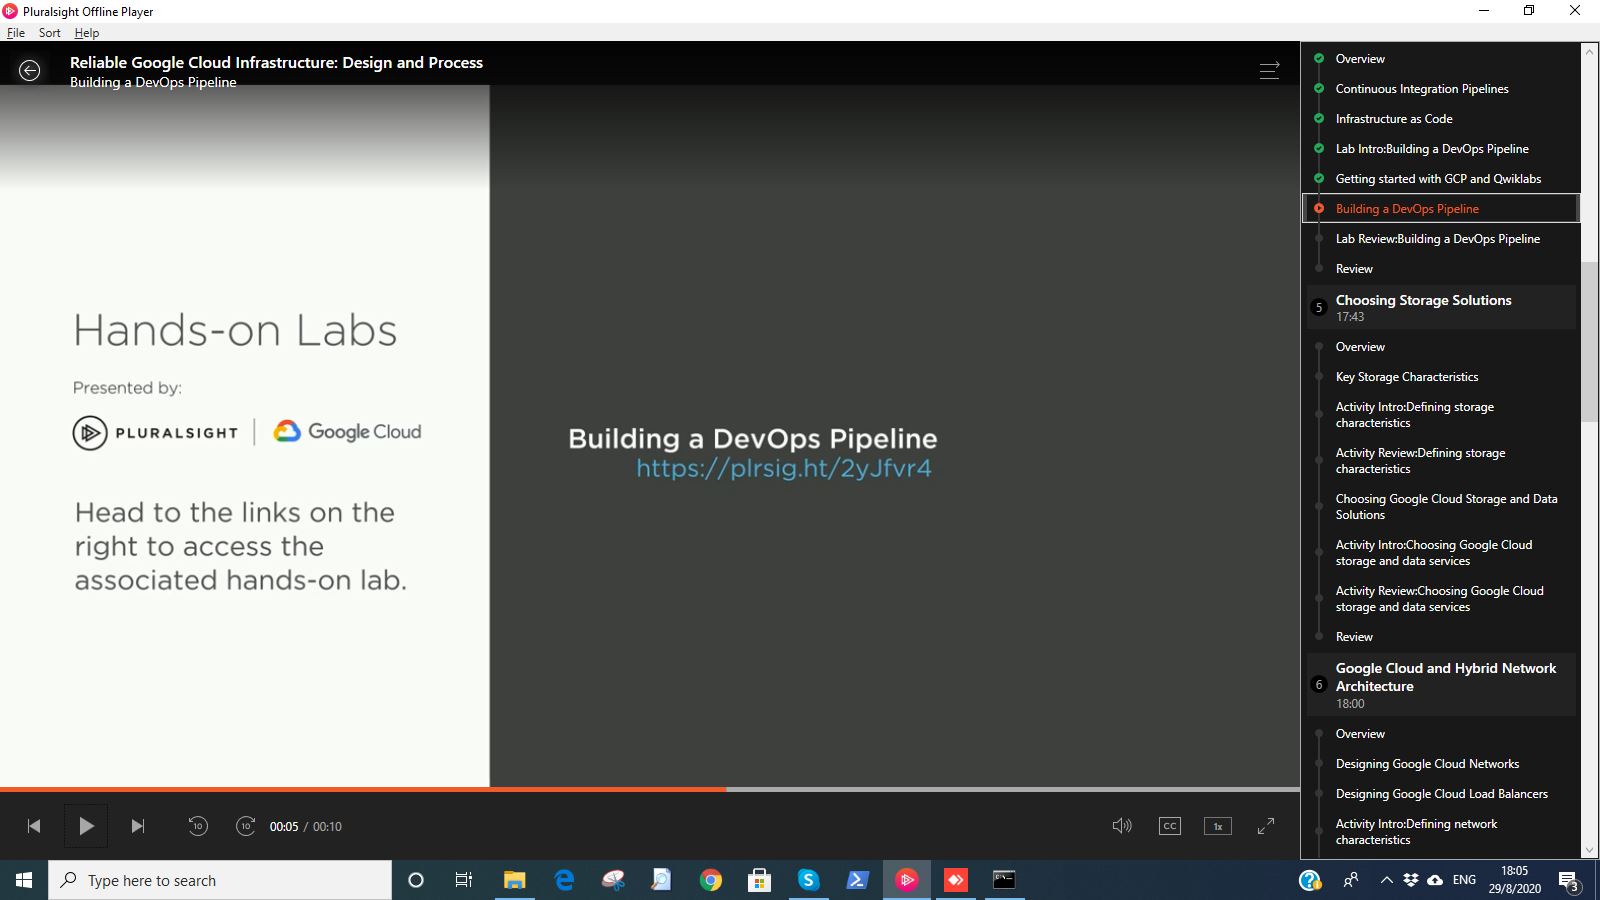 Pluralsight Offline Player
File Sort Help
Reliable Google Cloud Infrastructure: Design and Process
Building a DevOps Pipeline
Hands-on Labs
Presented by:
PLURALSIGHT | Google Cloud
Head to the links on the
right to access the
associated hands-on lab.
Building a DevOps Pipeline
https://plrsig.ht/2yJfvr4
10
10
00:05 / 00:10
CC
1x
Overview
Continuous Integration Pipelines
Infrastructure as Code
Lab Intro:Building a DevOps Pipeline
Getting started with GCP and Qwiklabs
Building a DevOps Pipeline
Lab Review:Building a DevOps Pipeline
Review
5
Choosing Storage Solutions
17:43
Overview
Key Storage Characteristics
Activity Intro:Defining storage
characteristics
Activity Review:Defining storage
characteristics
Choosing Google Cloud Storage and Data
Solutions
Activity Intro:Choosing Google Cloud
storage and data services
Activity Review:Choosing Google Cloud
storage and data services
Review
6
Google Cloud and Hybrid Network
Architecture
18:00
Overview
Designing Google Cloud Networks
Designing Google Cloud Load Balancers
Activity Intro:Defining network
characteristics
Type here to search
ENG
18:05
29/8/2020
3